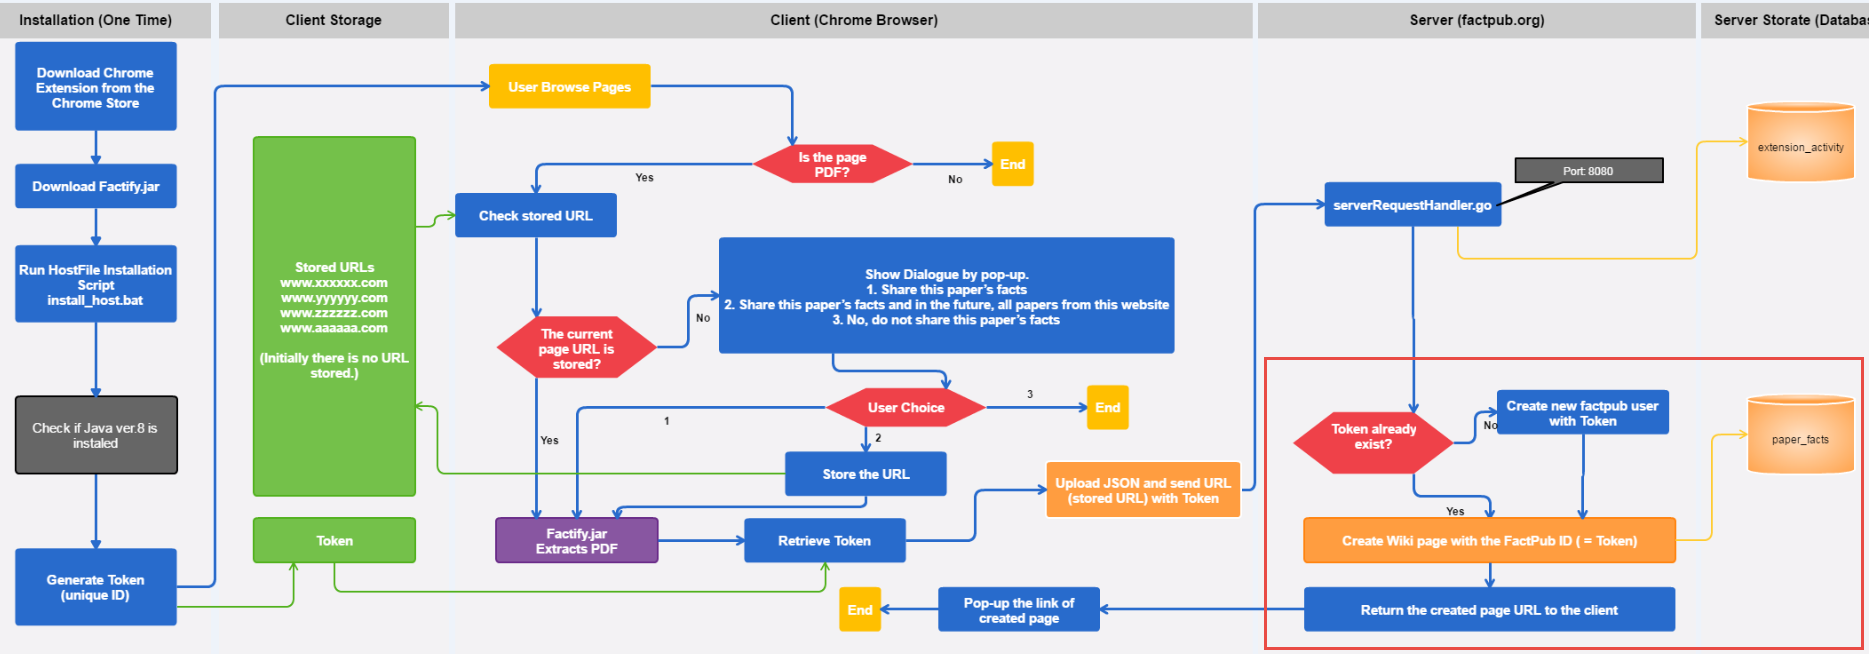 Installation (One Time)
Client Storage
Client (Chrome Browser)
Server (factpub.org)
Server Storate (Databas
Download Chrome
Extension from the
Chrome Store
Download Factify.jar
Run HostFile Installation
Script
install_host.bat
Check if Java ver.8 is
instaled
Generate Token
(unique ID)
Stored URLs
www.xxxxxx.com
www.yyyyyy.com
www.zzzzzz.com
www.aaaaaa.com
(Initially there is no URL
stored.)
Token
User Browse Pages
Is the page
PDF?
Yes
No
End
Check stored URL
The current
page URL is
stored?
No
Yes
Show Dialogue by pop-up.
1. Share this paper's facts
2. Share this paper's facts and in the future, all papers from this website
3. No, do not share this paper's facts
User Choice
1
2
3
End
Store the URL
Factify.jar
Extracts PDF
Retrieve Token
Upload JSON and send URL
(stored URL) with Token
Pop-up the link of
created page
End
serverRequestHandler.go
Port: 8080
Token already
exist?
No
Yes
Create new factpub user
with Token
Create Wiki page with the FactPub ID ( = Token)
Return the created page URL to the client
extension_activity
paper_facts